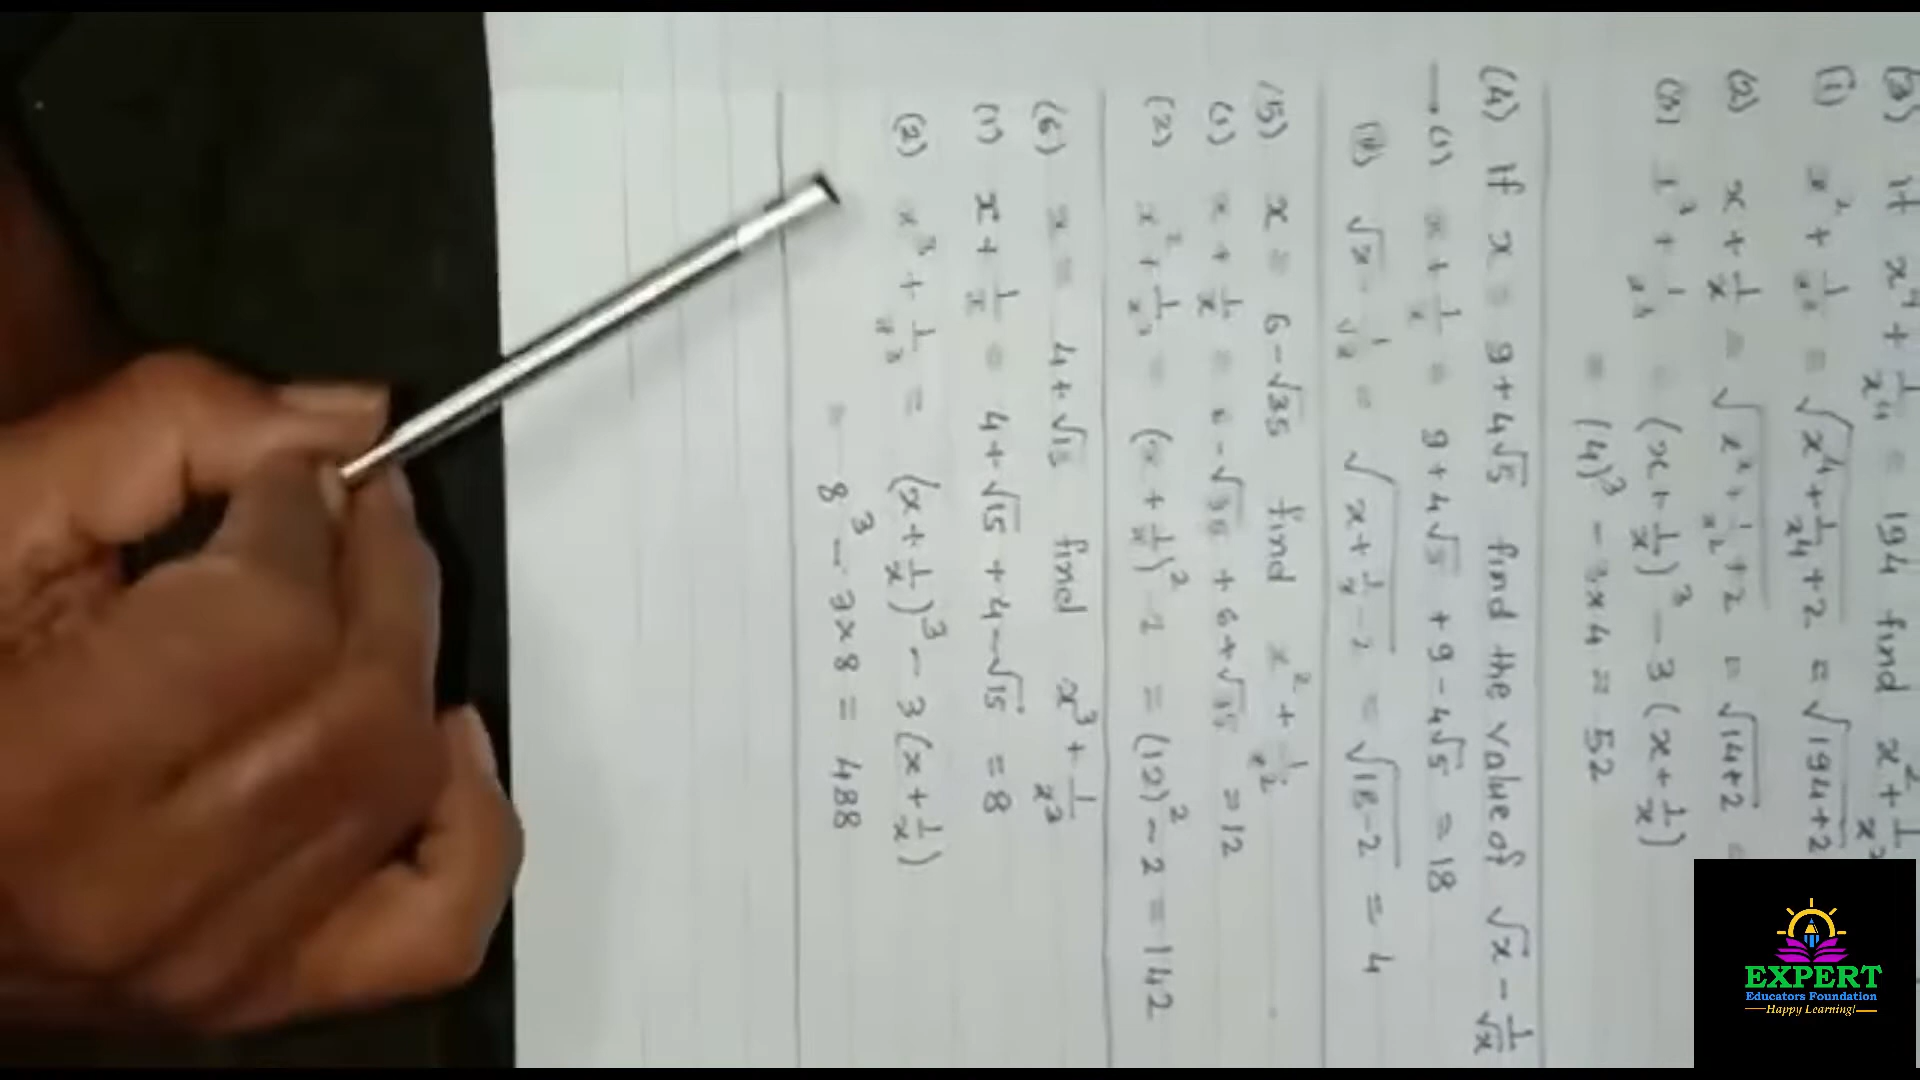 (3) if x⁴ + 1/x⁴ = 194 find x² + 1/x²
(1) x² + 1/x² = √(x⁴ + 1/x⁴ + 2) = √(194+2)
(2) x + 1/x = √(x² + 1/x² + 2) = √(14+2) =
(3) = (x + 1/x)³ - 3(x + 1/x)
= (4)³ - 3×4 = 52
(4) If x = 9+4√5 find the value of √x - 1/√x
→ (1) x + 1/x = 9+4√5 + 9-4√5 = 18
√x - 1/√x = √(x + 1/x - 2) = √(18-2) = 4
(5) x = 6-√35 find x² + 1/x²
(1) x + 1/x = 6-√35 + 6+√35 = 12
(2) x² + 1/x² = (x + 1/x)² - 2 = (12)² - 2 = 142
(6) x = 4+√15 find x³ + 1/x³
(1) x + 1/x = 4+√15 + 4-√15 = 8
(2) x³ + 1/x³ = (x + 1/x)³ - 3(x + 1/x)
= 8³ - 3×8 = 488
EXPERT
Educators Foundation
Happy Learning!